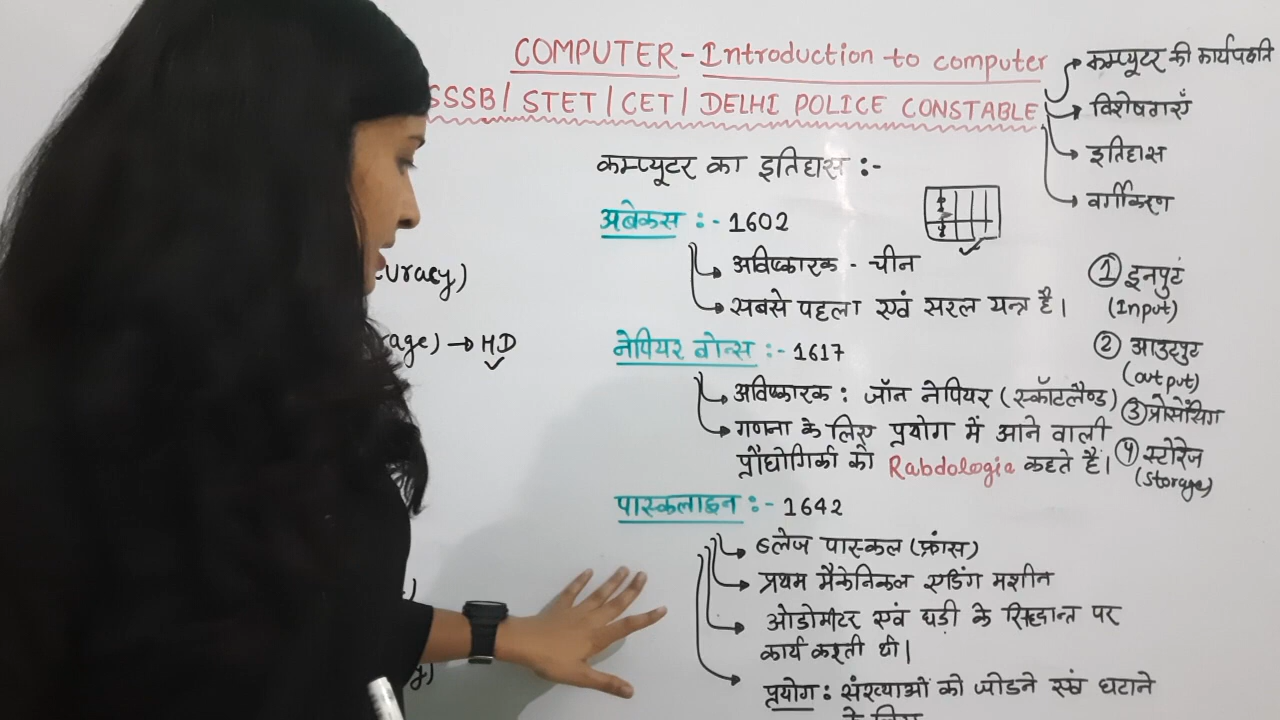 COMPUTER - Introduction to computer
SSSB / STET / CET / DELHI POLICE CONSTABLE
कम्प्यूटर की कार्यपद्धति
विशेषताएँ
इतिहास
वर्गीकरण
कम्प्यूटर का इतिहास :-
अबेकस :- 1602
अविष्कारक - चीन
सबसे पहला एवं सरल यन्त्र है।
नेपियर बोन्स :- 1617
अविष्कारक : जॉन नेपियर (स्कॉटलैण्ड)
गणना के लिए प्रयोग में आने वाली
प्रौद्योगिकी को Rabdologia कहते है।
पास्कलाइन :- 1642
ब्लेज पास्कल (फ्रांस)
प्रथम मैकेनिकल एडिंग मशीन
ओडोमीटर एवं घड़ी के सिद्धान्त पर
कार्य करती थी।
प्रयोग : संख्याओं को जोडने एवं घटाने
① इनपुट
(Input)
② आउटपुट
(output)
③ प्रोसेसिंग
④ स्टोरेज
(Storage)
uracy)
age) → HD